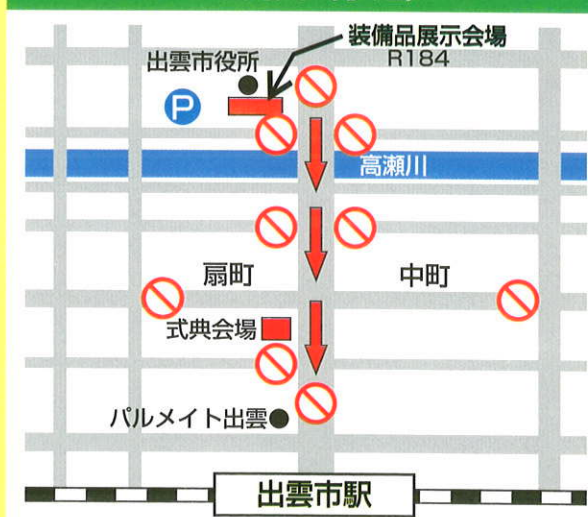 装備品展示会場
R184
出雲市役所
P
高瀬川
扇町
中町
式典会場
パルメイト出雲
出雲市駅